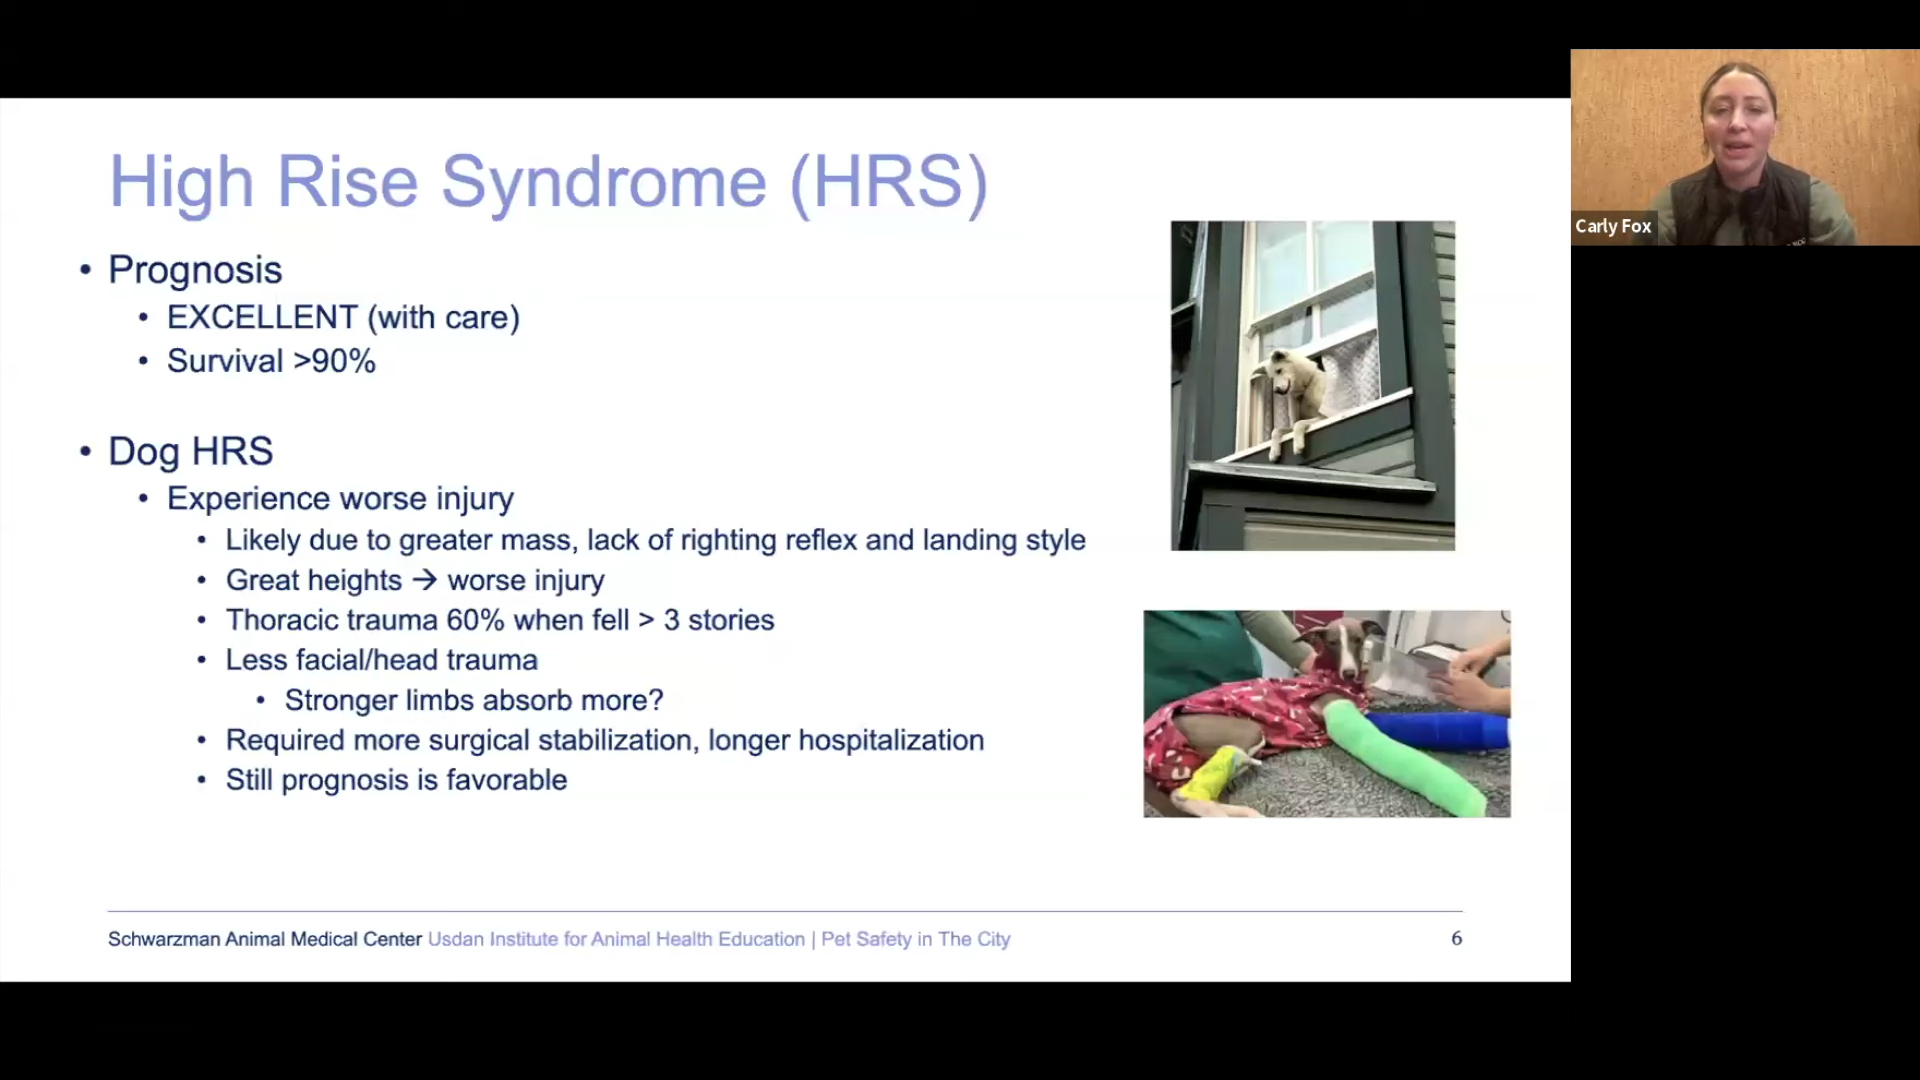 High Rise Syndrome (HRS)
• Prognosis
• EXCELLENT (with care)
• Survival >90%
• Dog HRS
• Experience worse injury
• Likely due to greater mass, lack of righting reflex and landing style
• Great heights → worse injury
• Thoracic trauma 60% when fell > 3 stories
• Less facial/head trauma
• Stronger limbs absorb more?
• Required more surgical stabilization, longer hospitalization
• Still prognosis is favorable
Schwarzman Animal Medical Center Usdan Institute for Animal Health Education | Pet Safety in The City
6
Carly Fox